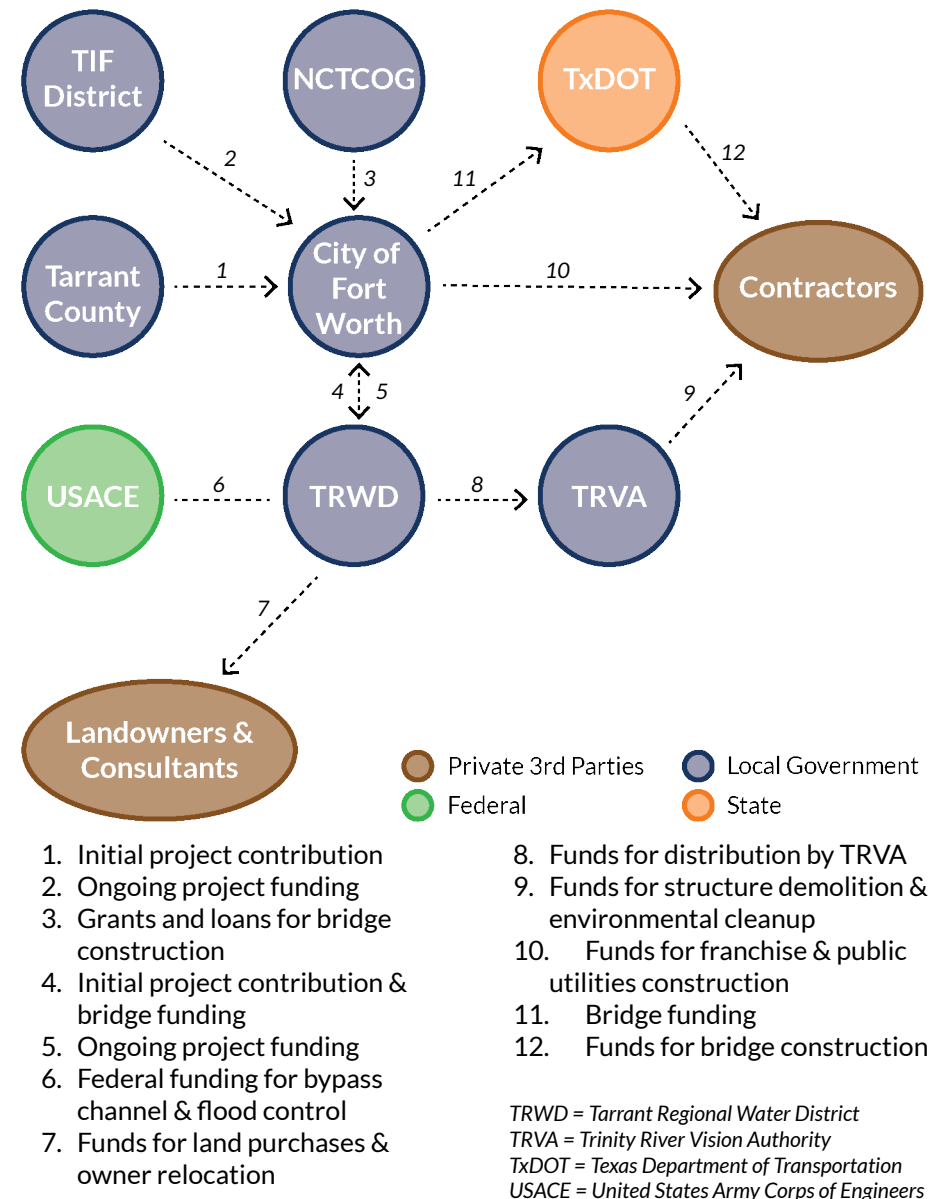 TIF
District
NCTCOG
TxDOT
2
3
11
12
Tarrant
County
1
City of
Fort
Worth
10
Contractors
4
5
9
USACE
6
TRWD
8
TRVA
7
Landowners &
Consultants
Private 3rd Parties
Local Government
Federal
State
1. Initial project contribution
2. Ongoing project funding
3. Grants and loans for bridge
construction
4. Initial project contribution &
bridge funding
5. Ongoing project funding
6. Federal funding for bypass
channel & flood control
7. Funds for land purchases &
owner relocation
8. Funds for distribution by TRVA
9. Funds for structure demolition &
environmental cleanup
10. Funds for franchise & public
utilities construction
11. Bridge funding
12. Funds for bridge construction
TRWD = Tarrant Regional Water District
TRVA = Trinity River Vision Authority
TxDOT = Texas Department of Transportation
USACE = United States Army Corps of Engineers